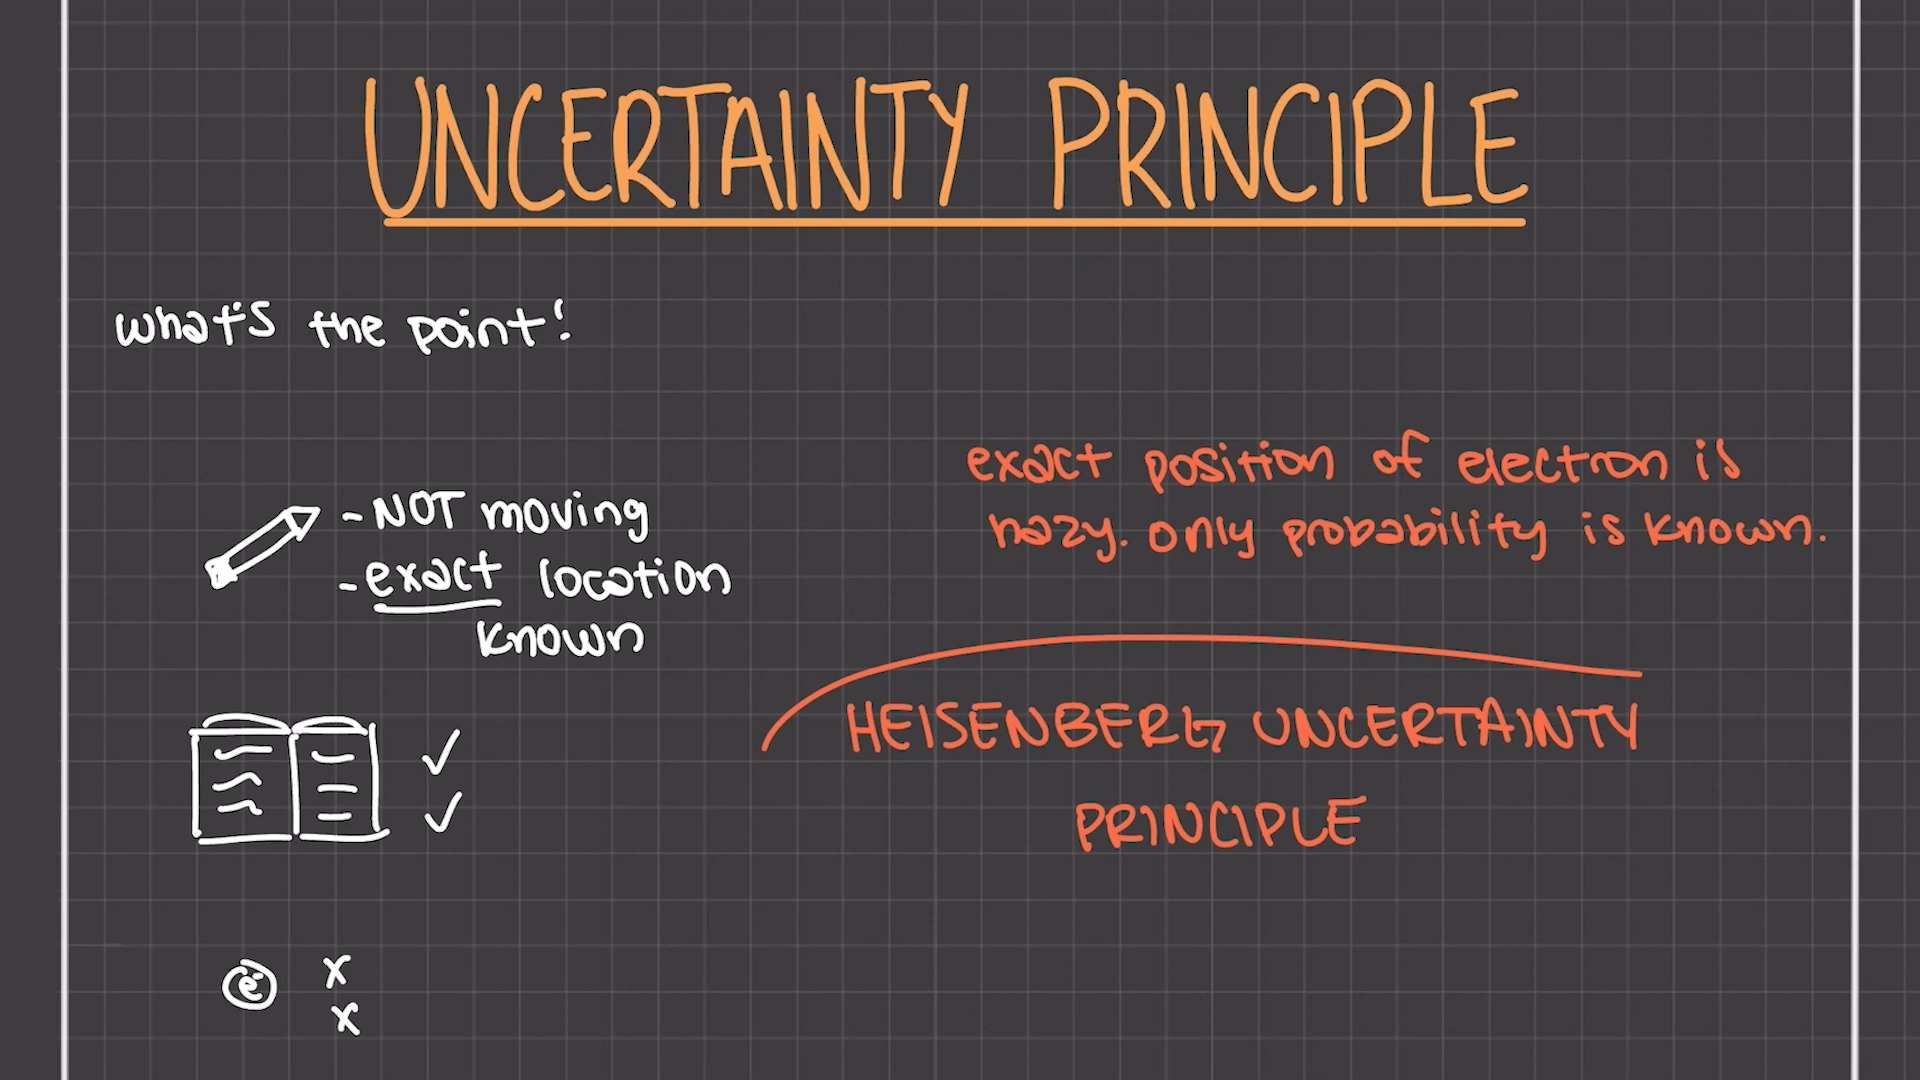 UNCERTAINTY PRINCIPLE
what's the point!
- NOT moving
- exact location
known
✓
✓
e⁻ x
x
exact position of electron is
hazy. only probability is known.
HEISENBERG UNCERTAINTY
PRINCIPLE